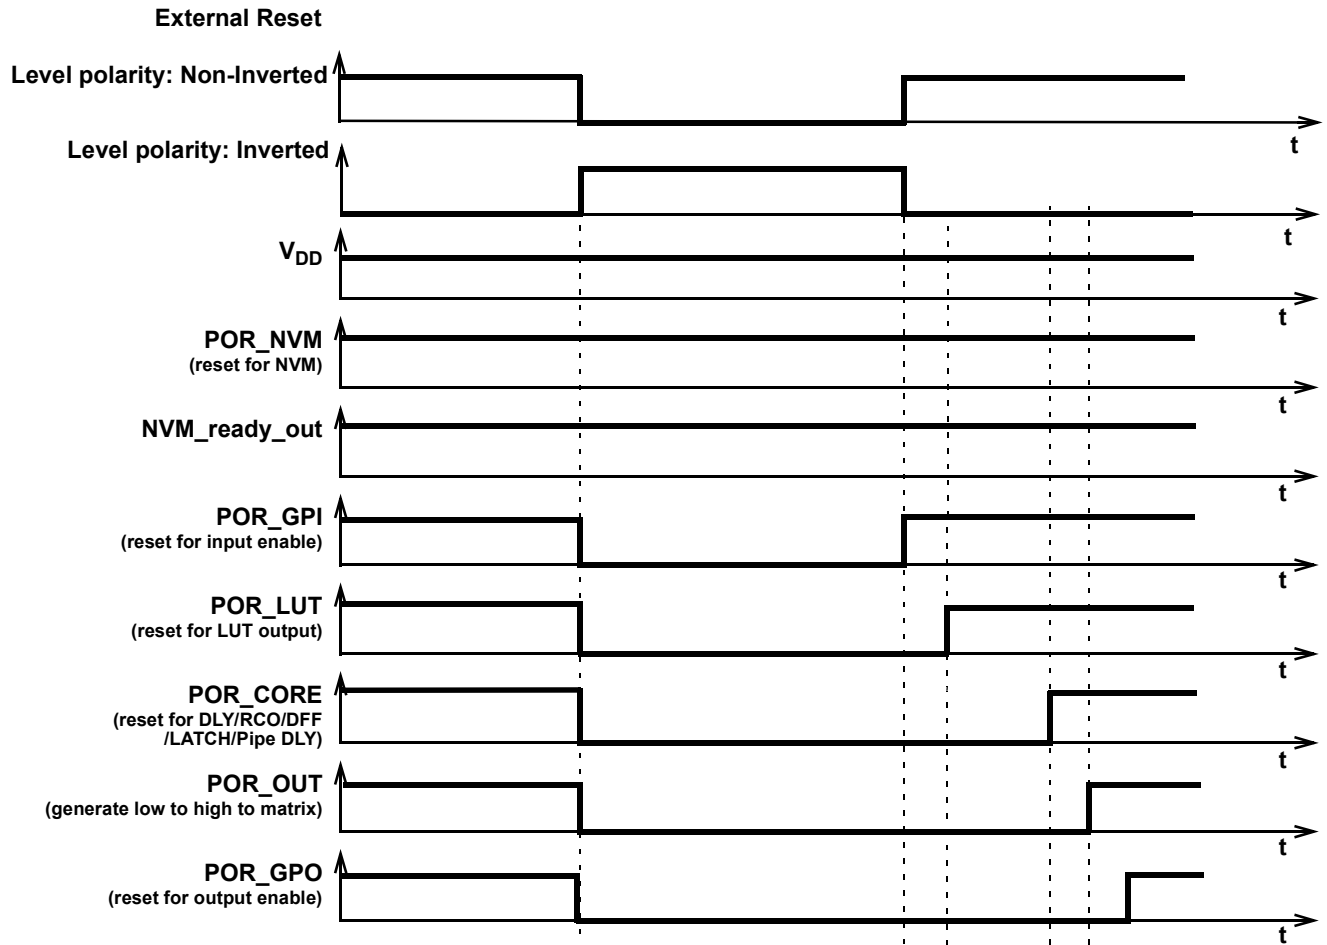 External Reset
Level polarity: Non-Inverted
t
Level polarity: Inverted
t
VDD
t
POR_NVM
(reset for NVM)
t
NVM_ready_out
t
POR_GPI
(reset for input enable)
t
POR_LUT
(reset for LUT output)
t
POR_CORE
(reset for DLY/RCO/DFF
/LATCH/Pipe DLY)
t
POR_OUT
(generate low to high to matrix)
t
POR_GPO
(reset for output enable)
t